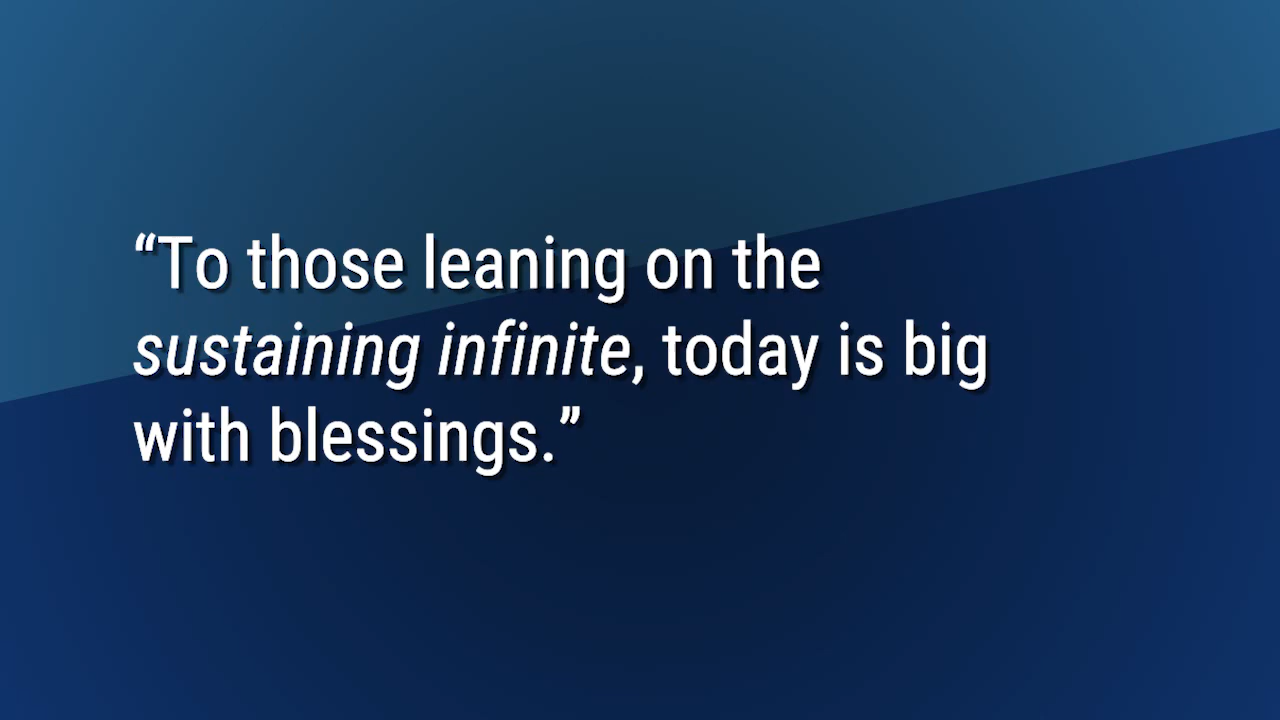 “To those leaning on the
sustaining infinite, today is big
with blessings.”